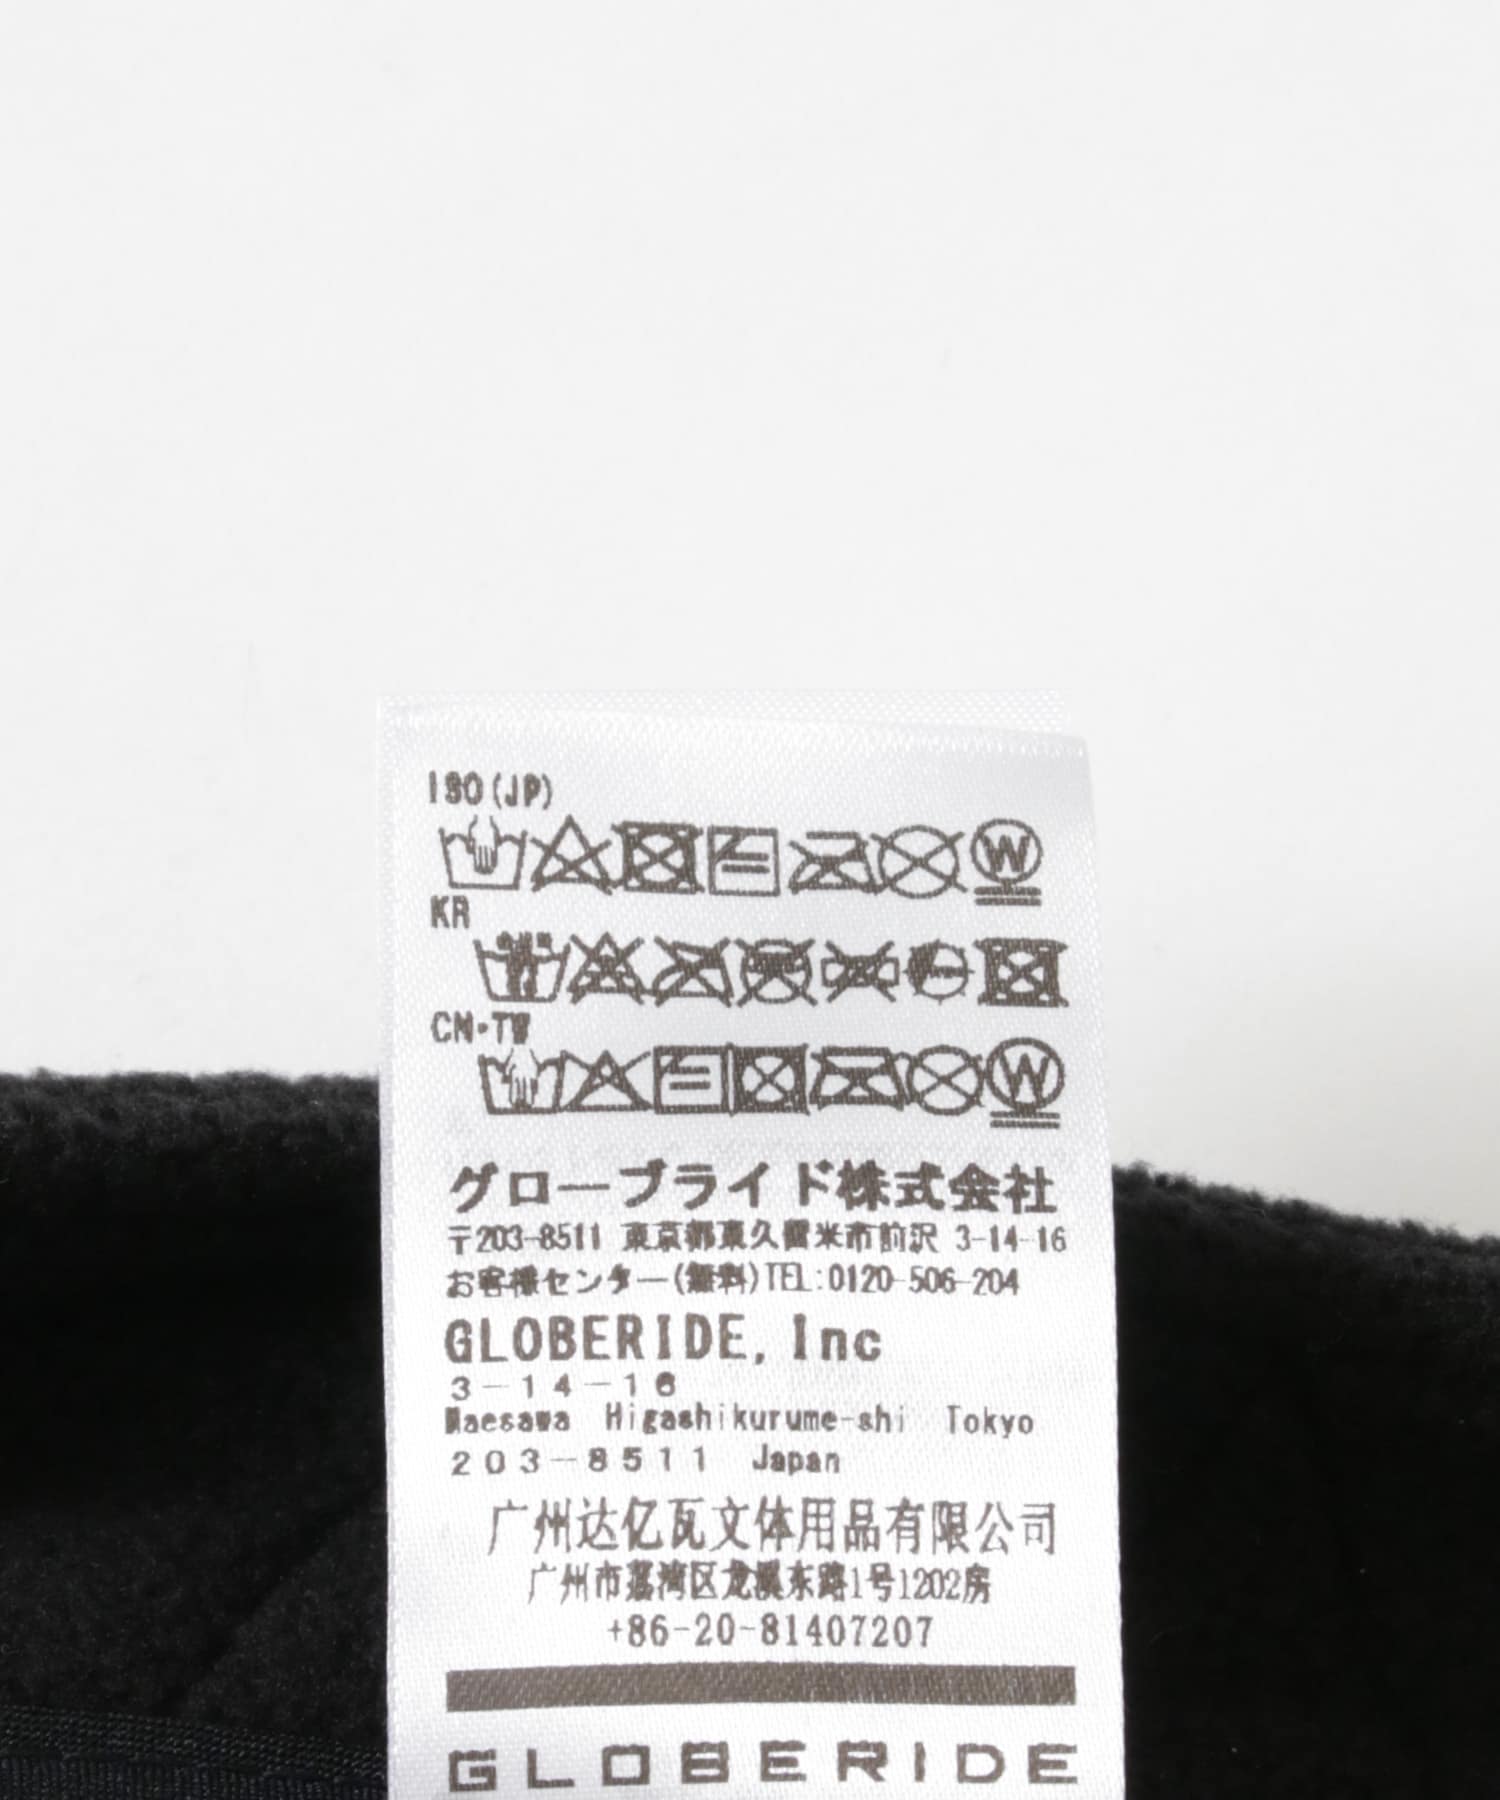 ISO(JP)
KR
CN・TW
グローブライド株式会社
〒203-8511 東京都東久留米市前沢 3-14-16
お客様センター(無料)TEL:0120-506-204
GLOBERIDE, Inc
3-14-16
Maesawa Higashikurume-shi Tokyo
203-8511 Japan
广州达亿瓦文体用品有限公司
广州市荔湾区龙溪东路1号1202房
+86-20-81407207
GLOBERIDE